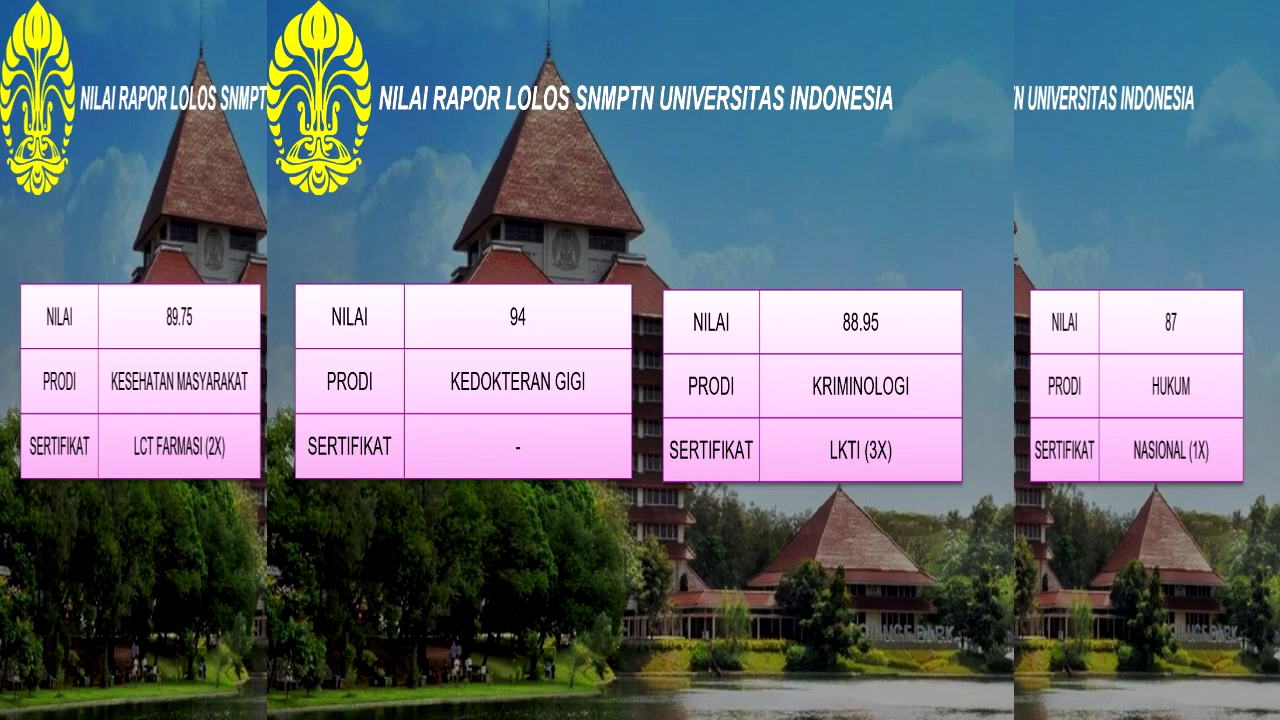 NILAI RAPOR LOLOS SNMPT
NILAI RAPOR LOLOS SNMPTN UNIVERSITAS INDONESIA
N UNIVERSITAS INDONESIA
NILAI 89.75
PRODI KESEHATAN MASYARAKAT
SERTIFIKAT LCT FARMASI (2X)
NILAI 94
PRODI KEDOKTERAN GIGI
SERTIFIKAT -
NILAI 88.95
PRODI KRIMINOLOGI
SERTIFIKAT LKTI (3X)
NILAI 87
PRODI HUKUM
SERTIFIKAT NASIONAL (1X)